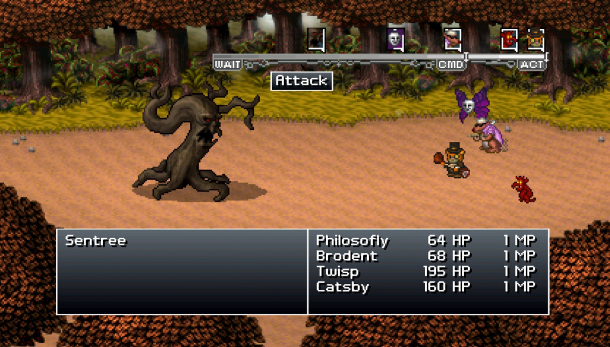 WAIT CMD ACT
Attack
Sentree
Philosofly 64 HP 1 MP
Brodent 68 HP 1 MP
Twisp 195 HP 1 MP
Catsby 160 HP 1 MP